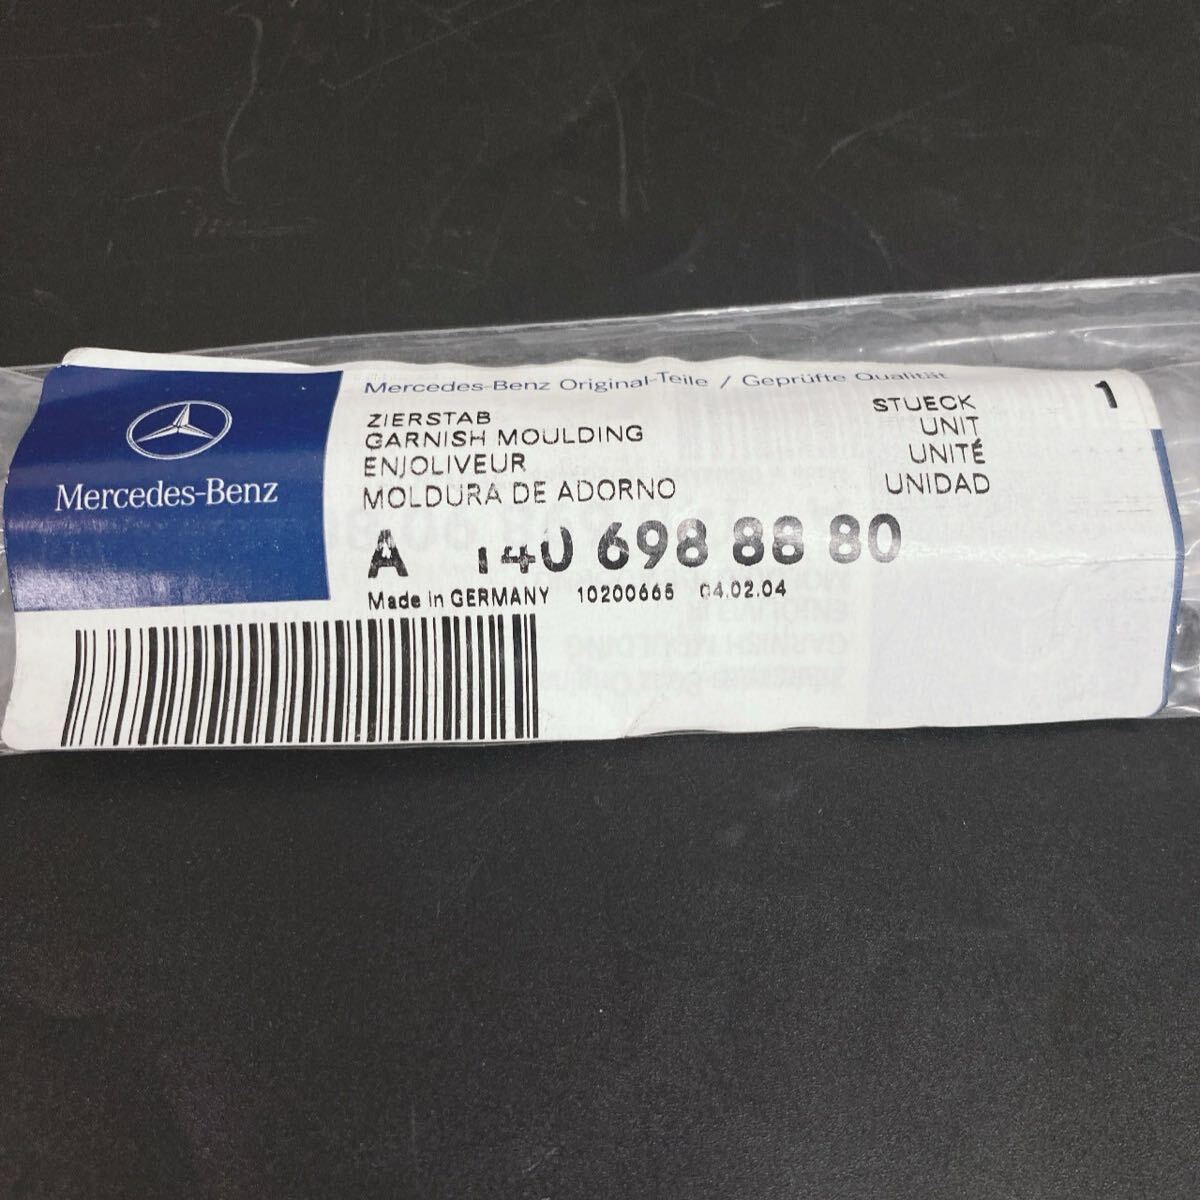 Mercedes-Benz
Mercedes-Benz Original-Teile / Geprüfte Qualität
ZIERSTAB STUECK 1
GARNISH MOULDING UNIT
ENJOLIVEUR UNITÉ
MOLDURA DE ADORNO UNIDAD
A 140 698 88 80
Made in GERMANY 10200665 04.02.04